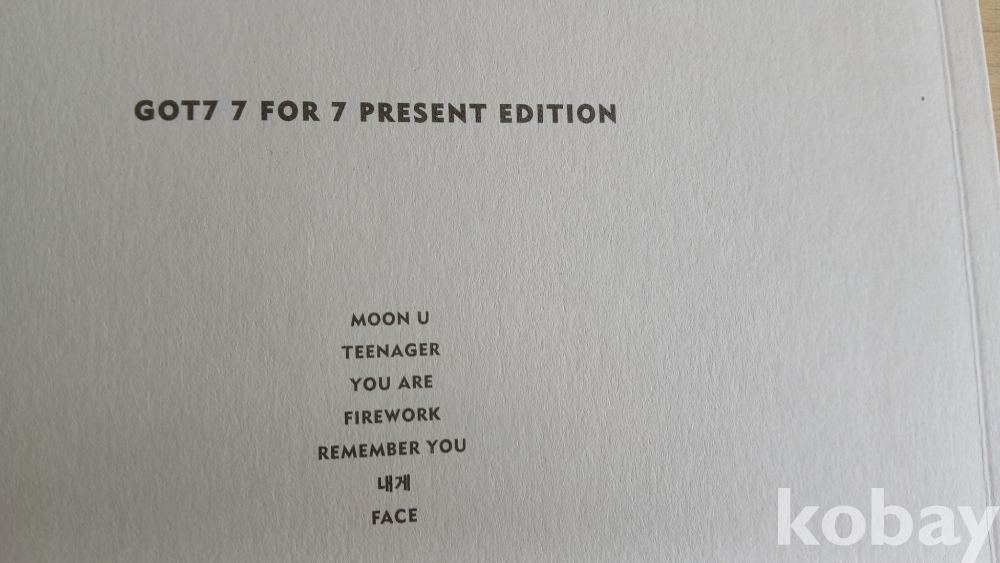 GOT7 7 FOR 7 PRESENT EDITION
MOON U
TEENAGER
YOU ARE
FIREWORK
REMEMBER YOU
내게
FACE
kobay